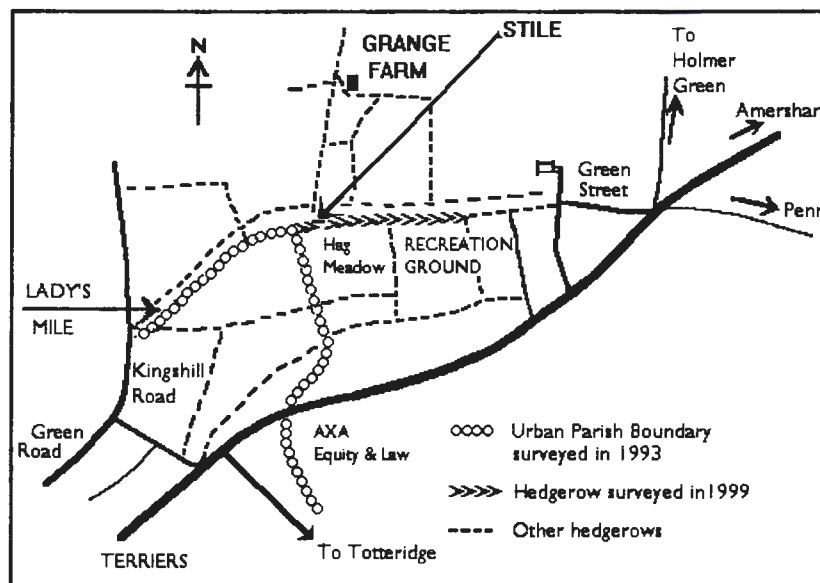 N
GRANGE
FARM
STILE
To
Holmer
Green
Amershan
Green
Street
Penn
Hag
Meadow
RECREATION
GROUND
LADY'S
MILE
Kingshill
Road
Green
Road
AXA
Equity & Law
TERRIERS
To Totteridge
Urban Parish Boundary
surveyed in 1993
Hedgerow surveyed in 1999
Other hedgerows